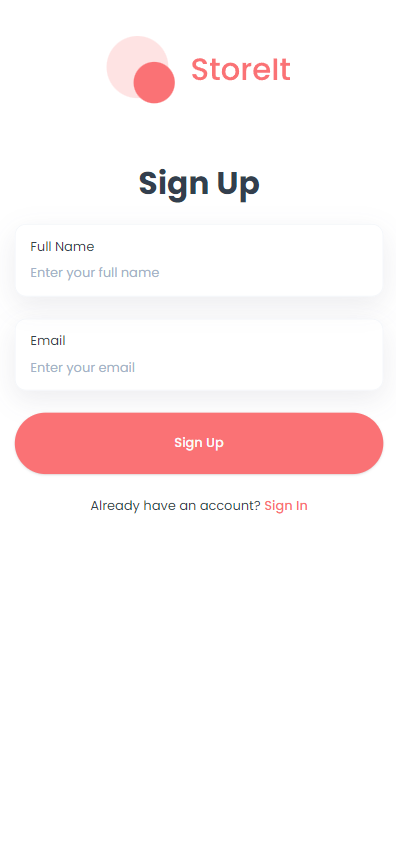 StoreIt
Sign Up
Full Name
Enter your full name
Email
Enter your email
Sign Up
Already have an account? Sign In